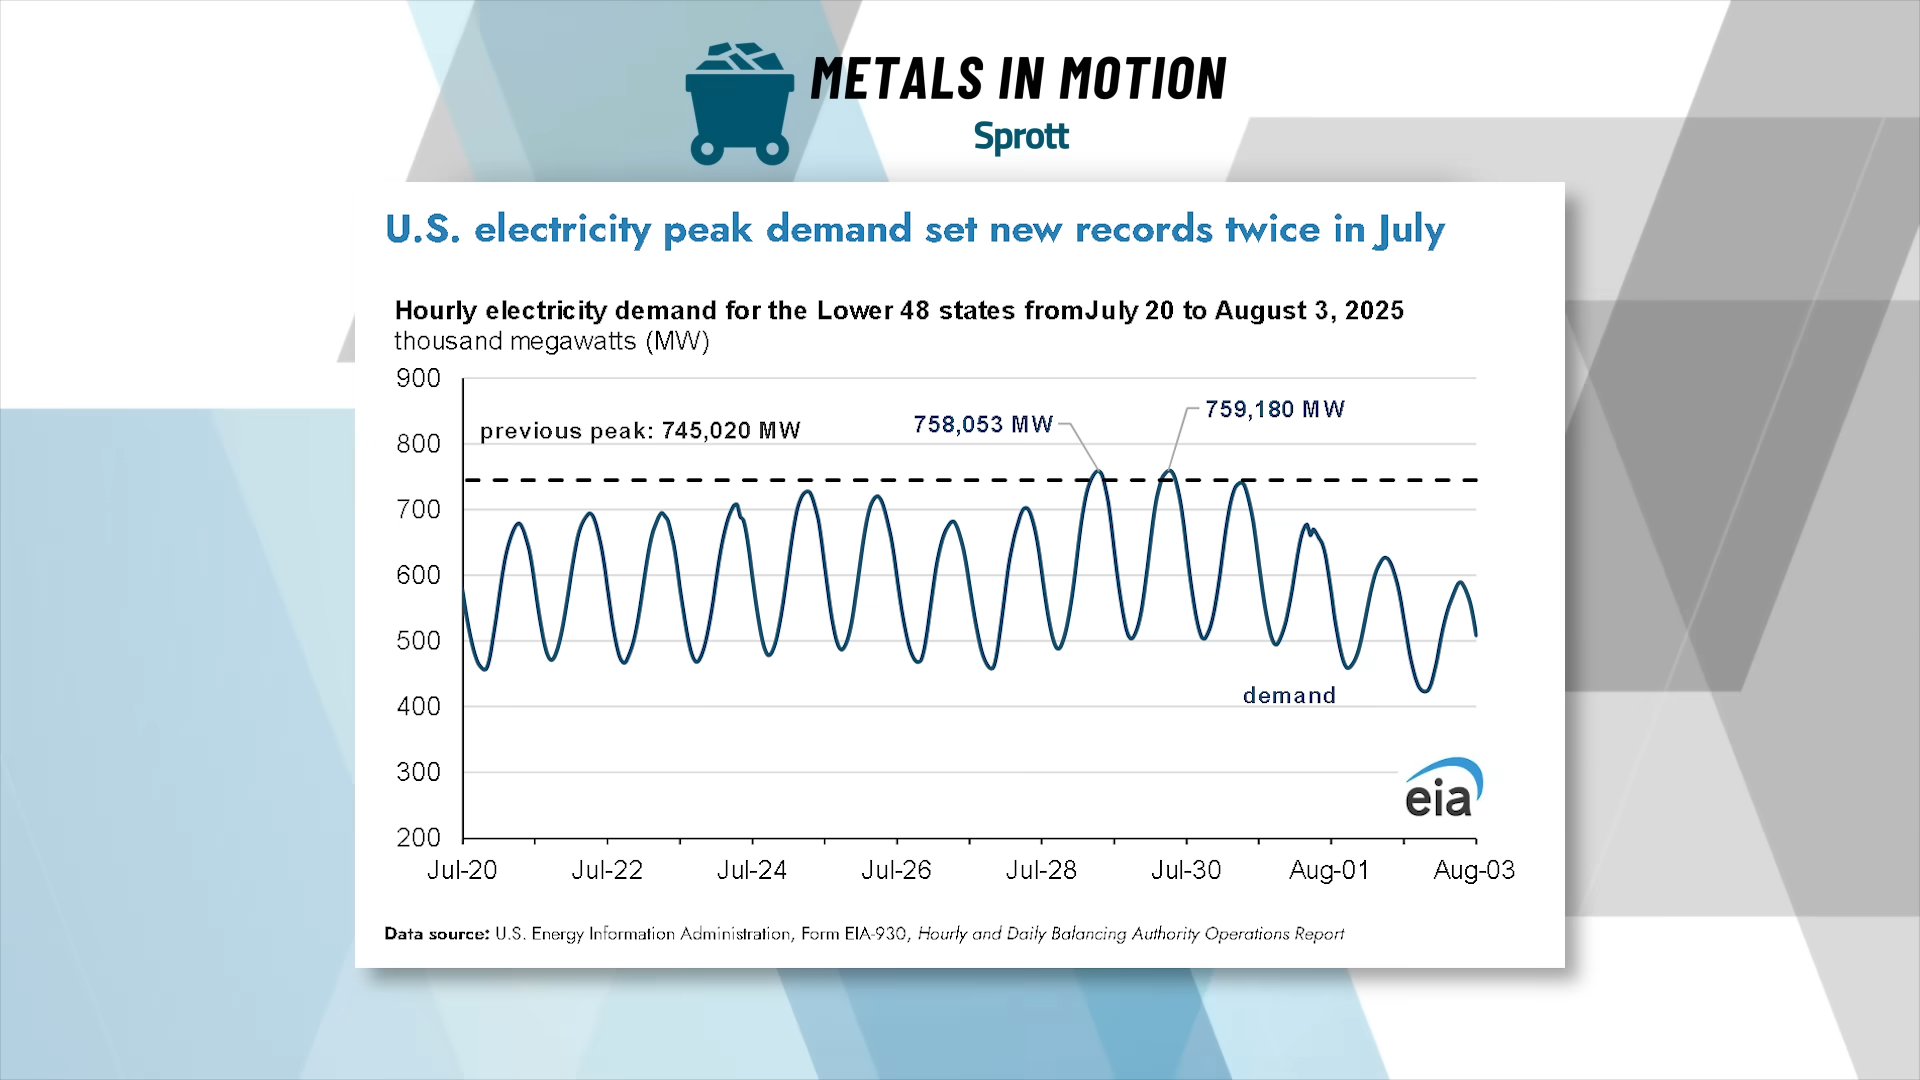 METALS IN MOTION
Sprott
U.S. electricity peak demand set new records twice in July
Hourly electricity demand for the Lower 48 states fromJuly 20 to August 3, 2025
thousand megawatts (MW)
900
800
700
600
500
400
300
200
previous peak: 745,020 MW
758,053 MW
759,180 MW
demand
eia
Jul-20 Jul-22 Jul-24 Jul-26 Jul-28 Jul-30 Aug-01 Aug-03
Data source: U.S. Energy Information Administration, Form EIA-930, Hourly and Daily Balancing Authority Operations Report